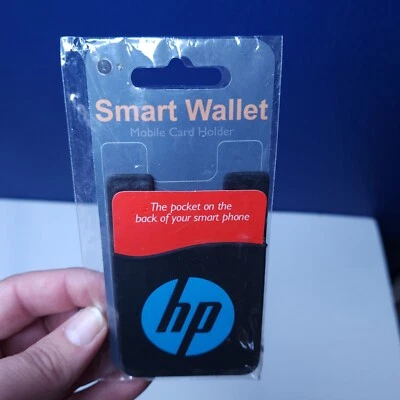 Smart Wallet
Mobile Card Holder
The pocket on the
back of your smart phone
hp